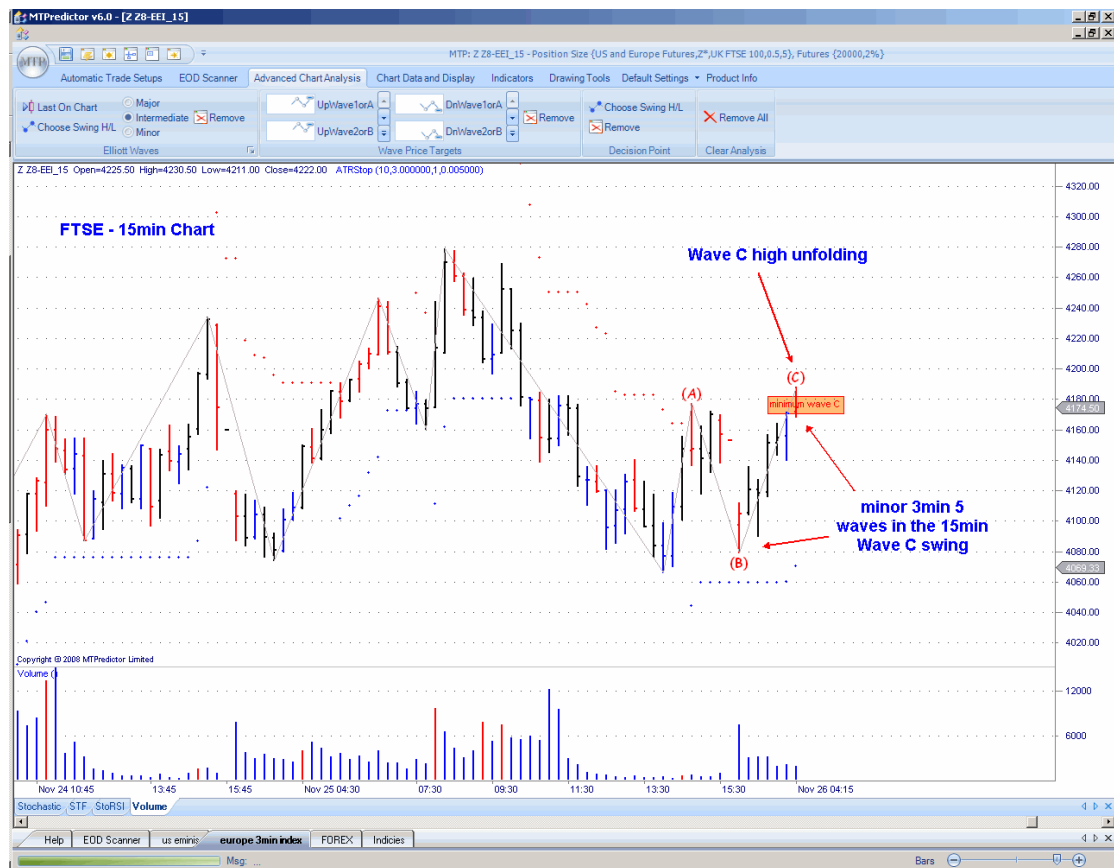 MTPredictor v6.0 - [Z Z8-EEI_15]
MTP: Z Z8-EEI_15 - Position Size {US and Europe Futures,Z*,UK FTSE 100,0.5,5}, Futures {20000,2%}
MTP
Automatic Trade Setups EOD Scanner Advanced Chart Analysis Chart Data and Display Indicators Drawing Tools Default Settings Product Info
Last On Chart Major UpWave1orA DnWave1orA Choose Swing H/L
Choose Swing H/L Intermediate Remove Remove Remove Remove All
Minor UpWave2orB DnWave2orB
Elliott Waves Wave Price Targets Decision Point Clear Analysis
Z Z8-EEI_15 Open=4225.50 High=4230.50 Low=4211.00 Close=4222.00 ATRStop (10,3.000000,1,0.005000)
4320.00
4300.00
FTSE - 15min Chart
4280.00
Wave C high unfolding
4260.00
4240.00
4220.00
4200.00
(C)
4180.00
(A)
minimum wave C
4174.50
4160.00
4140.00
4120.00
minor 3min 5
waves in the 15min
Wave C swing
4100.00
4080.00
(B)
4069.33
4060.00
4040.00
4020.00
Copyright © 2008 MTPredictor Limited
Volume ()
12000
6000
Nov 24 10:45 13:45 15:45 Nov 25 04:30 07:30 09:30 11:30 13:30 15:30 Nov 26 04:15
Stochastic STF StoRSI Volume
Help EOD Scanner us eminis europe 3min index FOREX Indicies
Msg: ...
Bars